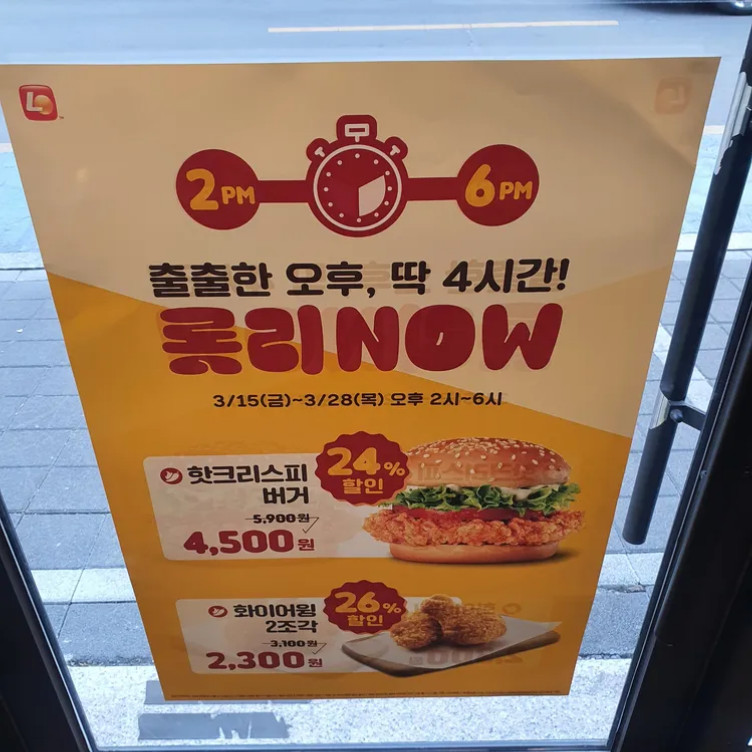 2PM
6PM
출출한 오후, 딱 4시간!
롯리NOW
3/15(금)~3/28(목) 오후 2시~6시
핫크리스피
버거
24%
할인
5,900원
4,500원
화이어윙
2조각
26%
할인
3,100원
2,300원